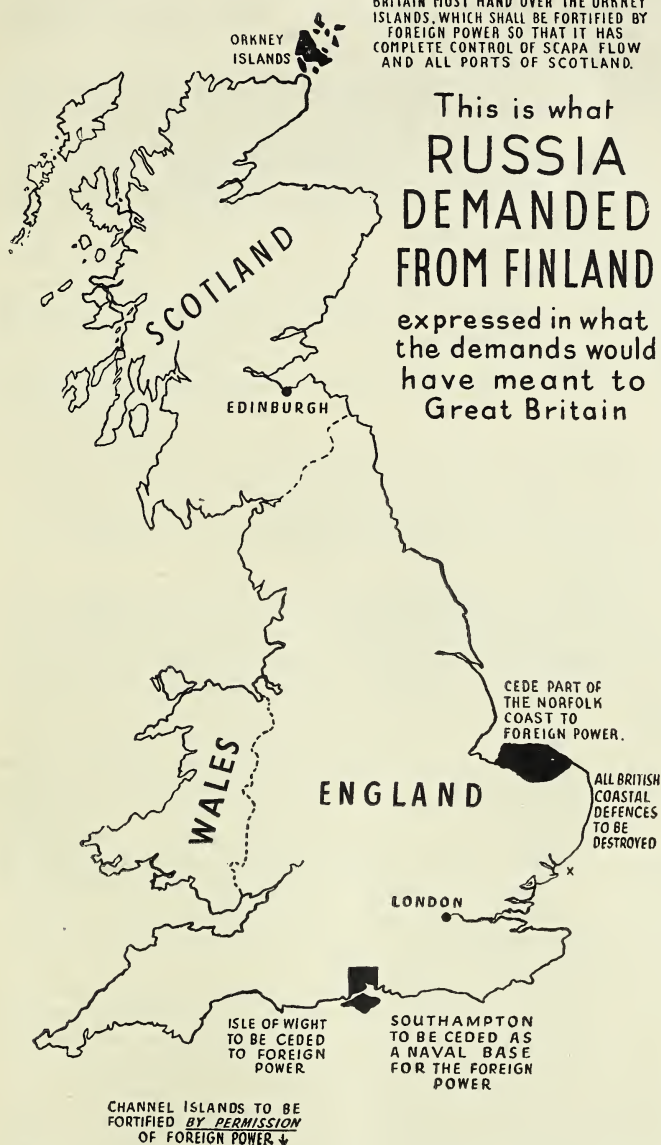 BRITAIN MUST HAND OVER THE ORKNEY
ISLANDS, WHICH SHALL BE FORTIFIED BY
FOREIGN POWER SO THAT IT HAS
COMPLETE CONTROL OF SCAPA FLOW
AND ALL PORTS OF SCOTLAND.
ORKNEY
ISLANDS
This is what
RUSSIA
DEMANDED
FROM FINLAND
expressed in what
the demands would
have meant to
Great Britain
SCOTLAND
EDINBURGH
CEDE PART OF
THE NORFOLK
COAST TO
FOREIGN POWER.
ALL BRITISH
COASTAL
DEFENCES
TO BE
DESTROYED
WALES
ENGLAND
x
LONDON
ISLE OF WIGHT
TO BE CEDED
TO FOREIGN
POWER
SOUTHAMPTON
TO BE CEDED AS
A NAVAL BASE
FOR THE FOREIGN
POWER
CHANNEL ISLANDS TO BE
FORTIFIED BY PERMISSION
OF FOREIGN POWER ↓